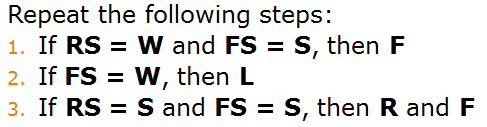 Repeat the following steps:
1. If RS = W and FS = S, then F
2. If FS = W, then L
3. If RS = S and FS = S, then R and F